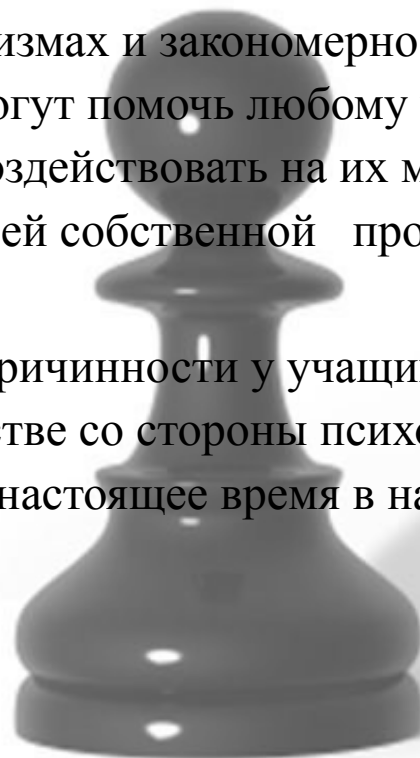 измах и закономерно
огут помочь любому
оздействовать на их м
ей собственной про
ричинности у учащи
стве со стороны психо
настоящее время в на